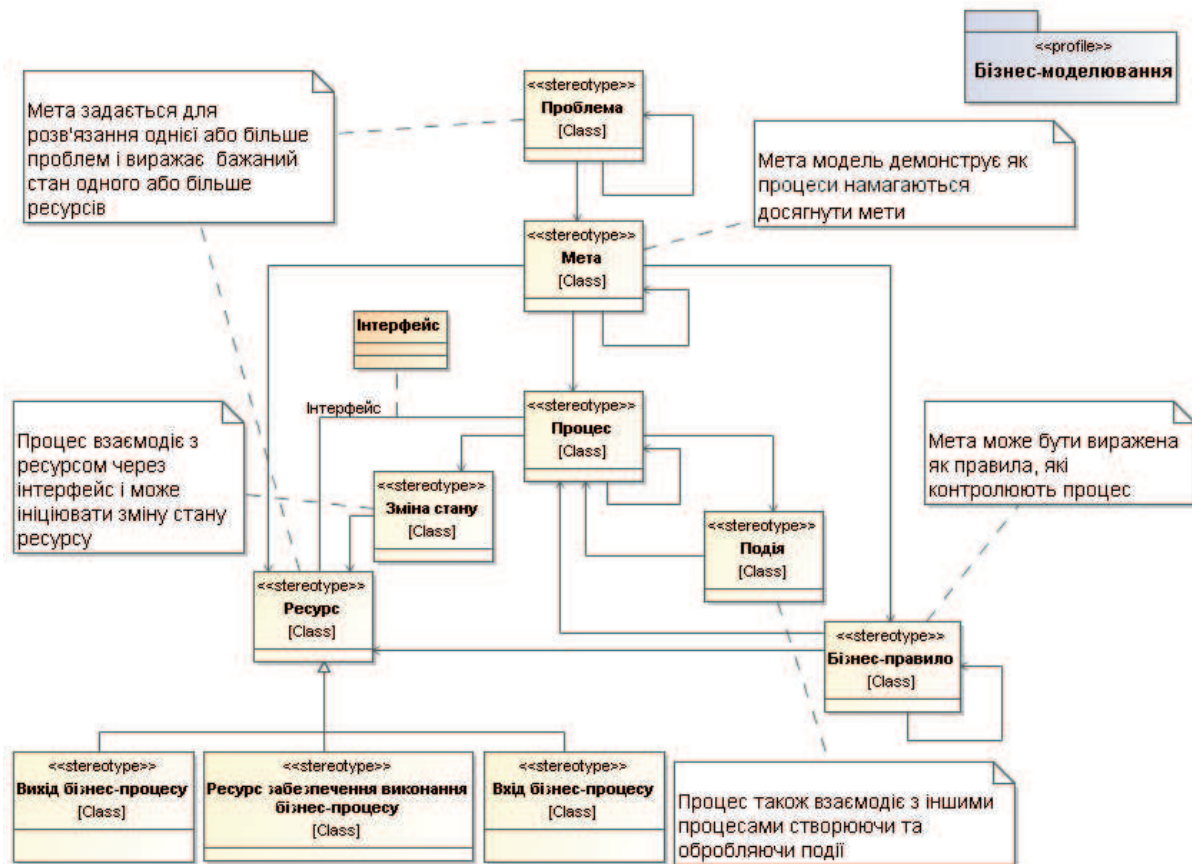 <<profile>>
Бізнес-моделювання
<<stereotype>>
Проблема
[Class]
Мета задається для
розв'язання однієї або більше
проблем і виражає бажаний
стан одного або більше
ресурсів
Мета модель демонструє як
процеси намагаються
досягнути мети
<<stereotype>>
Мета
[Class]
Інтерфейс
Інтерфейс
<<stereotype>>
Процес
[Class]
Процес взаємодіє з
ресурсом через
інтерфейс і може
ініціювати зміну стану
ресурсу
Мета може бути виражена
як правила, які
контролюють процес
<<stereotype>>
Зміна стану
[Class]
<<stereotype>>
Подія
[Class]
<<stereotype>>
Ресурс
[Class]
<<stereotype>>
Бізнес-правило
[Class]
<<stereotype>>
Вихід бізнес-процесу
[Class]
<<stereotype>>
Ресурс забезпечення виконання
бізнес-процесу
[Class]
<<stereotype>>
Вхід бізнес-процесу
[Class]
Процес також взаємодіє з іншими
процесами створюючи та
обробляючи події